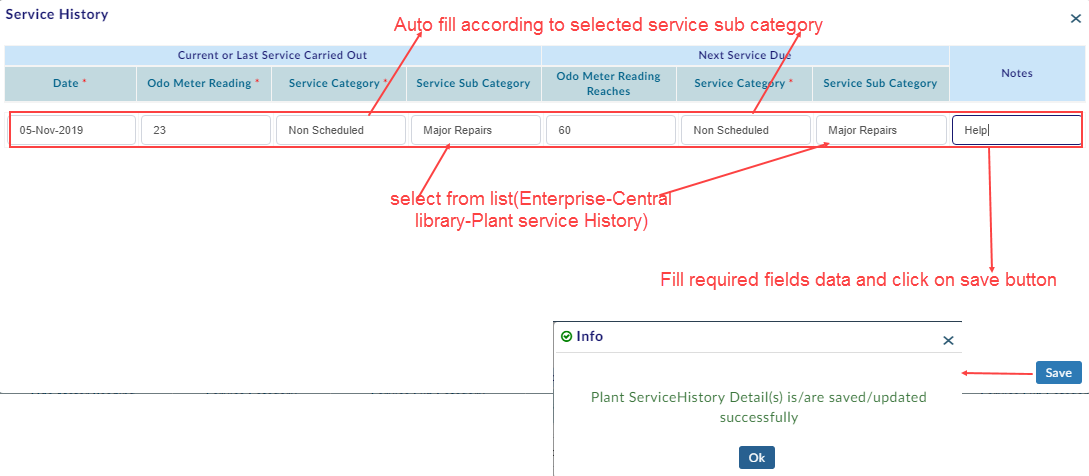 Service History
Auto fill according to selected service sub category
Current or Last Service Carried Out
Next Service Due
Notes
Date *
Odo Meter Reading *
Service Category *
Service Sub Category
Odo Meter Reading
Reaches
Service Category *
Service Sub Category
05-Nov-2019
23
Non Scheduled
Major Repairs
60
Non Scheduled
Major Repairs
Help
select from list(Enterprise-Central
library-Plant service History)
Fill required fields data and click on save button
Info
Save
Plant ServiceHistory Detail(s) is/are saved/updated
successfully
Ok